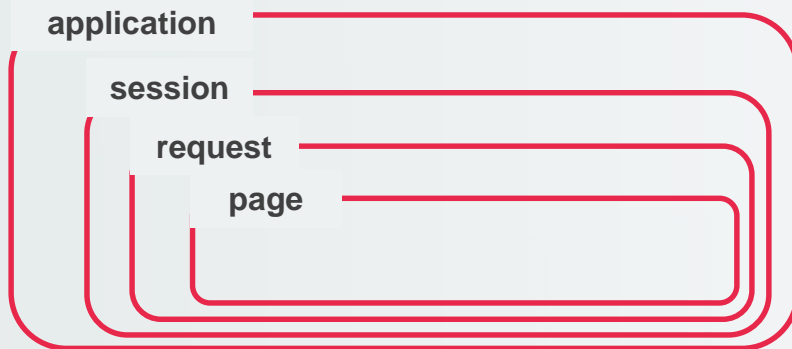 application
session
request
page